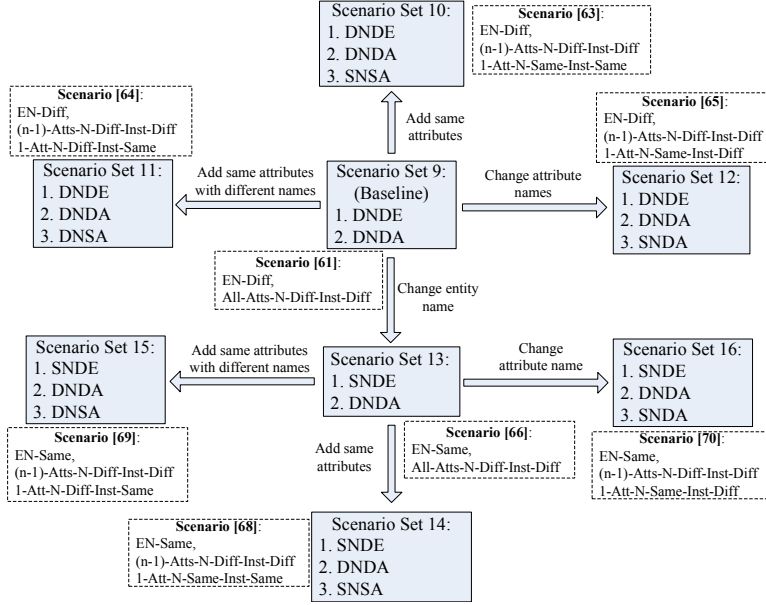 Scenario Set 10:
1. DNDE
2. DNDA
3. SNSA
Scenario [63]:
EN-Diff,
(n-1)-Atts-N-Diff-Inst-Diff
1-Att-N-Same-Inst-Same
Scenario [64]:
EN-Diff,
(n-1)-Atts-N-Diff-Inst-Diff
1-Att-N-Diff-Inst-Same
Add same
attributes
Scenario [65]:
EN-Diff,
(n-1)-Atts-N-Diff-Inst-Diff
1-Att-N-Same-Inst-Diff
Scenario Set 11:
1. DNDE
2. DNDA
3. DNSA
Add same attributes
with different names
Scenario Set 9:
(Baseline)
1. DNDE
2. DNDA
Change attribute
names
Scenario Set 12:
1. DNDE
2. DNDA
3. SNDA
Scenario [61]:
EN-Diff,
All-Atts-N-Diff-Inst-Diff
Change entity
name
Scenario Set 15:
1. SNDE
2. DNDA
3. DNSA
Add same attributes
with different names
Scenario Set 13:
1. SNDE
2. DNDA
Change
attribute name
Scenario Set 16:
1. SNDE
2. DNDA
3. SNDA
Scenario [69]:
EN-Same,
(n-1)-Atts-N-Diff-Inst-Diff
1-Att-N-Diff-Inst-Same
Add same
attributes
Scenario [66]:
EN-Same,
All-Atts-N-Diff-Inst-Diff
Scenario [70]:
EN-Same,
(n-1)-Atts-N-Diff-Inst-Diff
1-Att-N-Same-Inst-Diff
Scenario [68]:
EN-Same,
(n-1)-Atts-N-Diff-Inst-Diff
1-Att-N-Same-Inst-Same
Scenario Set 14:
1. SNDE
2. DNDA
3. SNSA